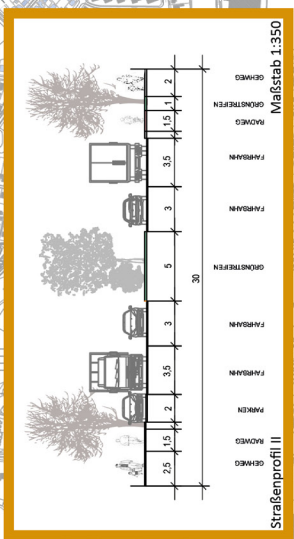 Straßenprofil II
Maßstab 1:350
2,5
1,5
2
3,5
3
5
3
3,5
1,5
1
2
30
GEHWEG
RADWEG
PARKEN
FAHRBAHN
FAHRBAHN
GRÜNSTREIFEN
FAHRBAHN
FAHRBAHN
RADWEG
GRÜNSTREIFEN
GEHWEG